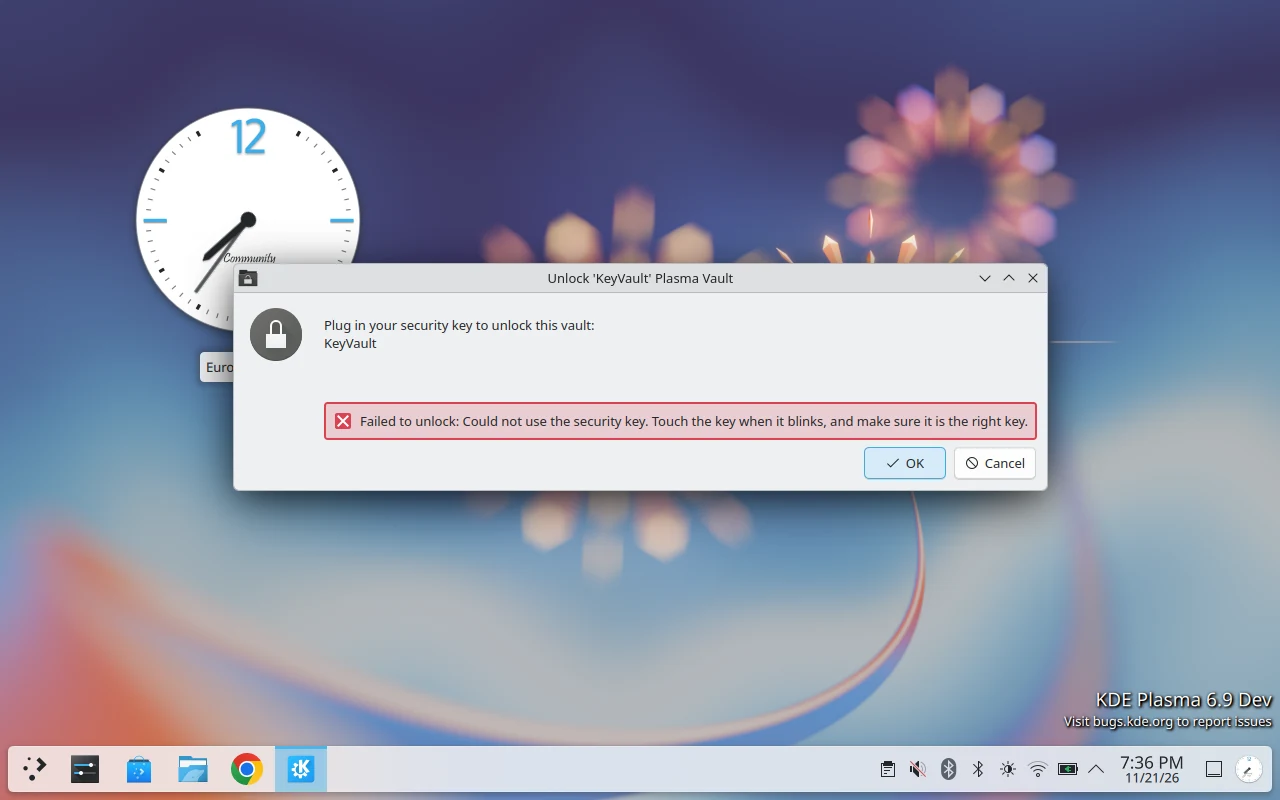 12
Community
Euro
Unlock 'KeyVault' Plasma Vault
Plug in your security key to unlock this vault:
KeyVault
Failed to unlock: Could not use the security key. Touch the key when it blinks, and make sure it is the right key.
OK
Cancel
KDE Plasma 6.9 Dev
Visit bugs.kde.org to report issues
7:36 PM
11/21/26